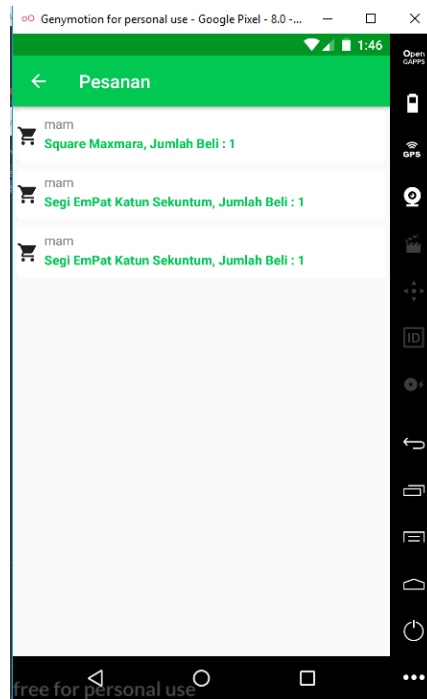 Genymotion for personal use - Google Pixel - 8.0 -...
1:46
Open
GAPPS
Pesanan
mam
Square Maxmara, Jumlah Beli : 1
GPS
mam
Segi EmPat Katun Sekuntum, Jumlah Beli : 1
mam
Segi EmPat Katun Sekuntum, Jumlah Beli : 1
ID
free for personal use